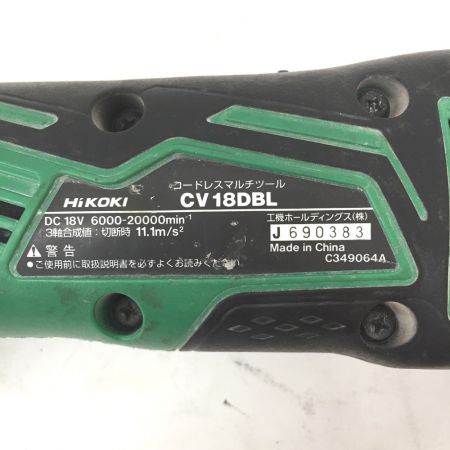 コードレスマルチツール
HiKOKI CV18DBL
DC 18V 6000-20000min⁻¹ 工機ホールディングス(株)
3軸合成値:切断時 11.1m/s² J 690383
⚠警告 Made in China
●ご使用前に取扱説明書を必ずよくお読みください。 C349064A